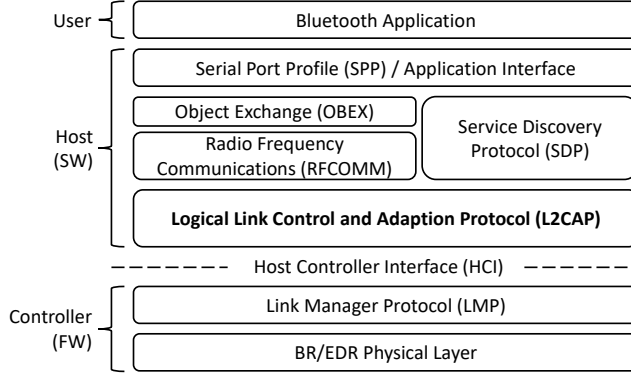 User
Bluetooth Application
Host
(SW)
Serial Port Profile (SPP) / Application Interface
Object Exchange (OBEX)
Radio Frequency
Communications (RFCOMM)
Service Discovery
Protocol (SDP)
Logical Link Control and Adaption Protocol (L2CAP)
Host Controller Interface (HCI)
Controller
(FW)
Link Manager Protocol (LMP)
BR/EDR Physical Layer